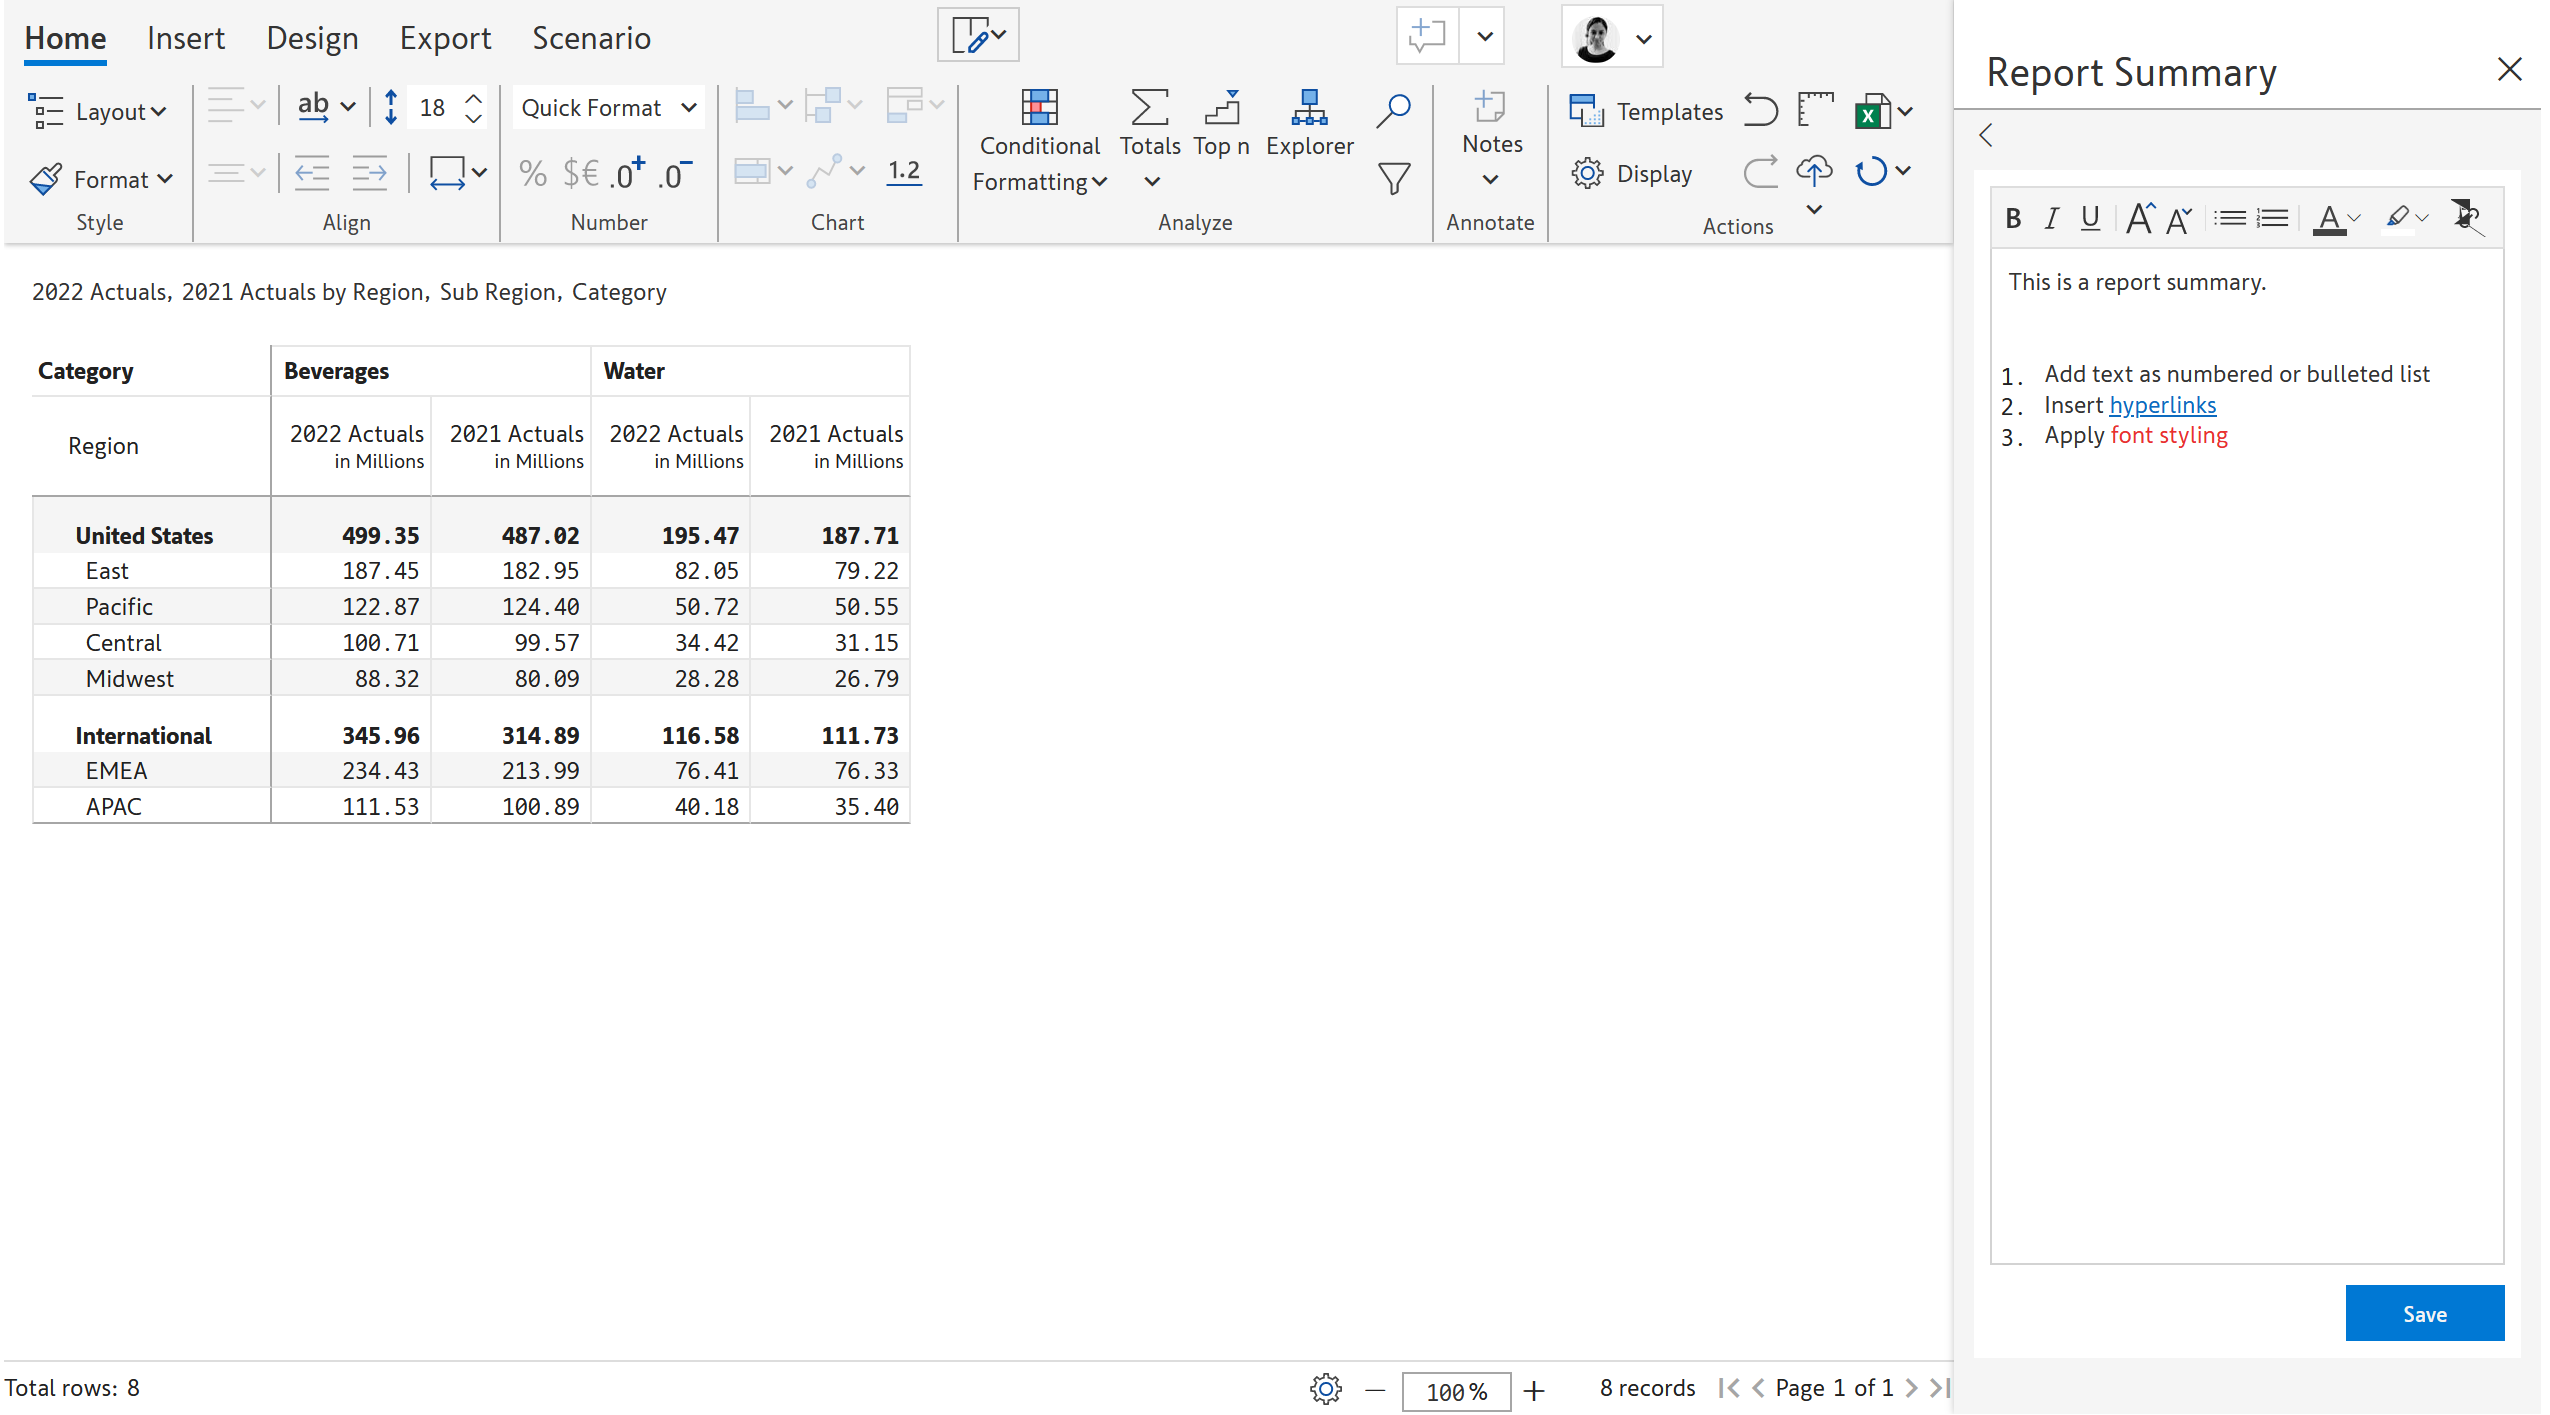 Home Insert Design Export Scenario
Layout ab 18 Quick Format
Conditional Formatting Totals Top n Explorer Notes Templates
Format % $€ .0+ .0- 1.2 Display
Style Align Number Chart Analyze Annotate Actions
2022 Actuals, 2021 Actuals by Region, Sub Region, Category
Category Beverages Water
Region 2022 Actuals in Millions 2021 Actuals in Millions 2022 Actuals in Millions 2021 Actuals in Millions
United States 499.35 487.02 195.47 187.71
East 187.45 182.95 82.05 79.22
Pacific 122.87 124.40 50.72 50.55
Central 100.71 99.57 34.42 31.15
Midwest 88.32 80.09 28.28 26.79
International 345.96 314.89 116.58 111.73
EMEA 234.43 213.99 76.41 76.33
APAC 111.53 100.89 40.18 35.40
Total rows: 8
100 %
8 records
Page 1 of 1
Report Summary
B I U A A A
This is a report summary.
1. Add text as numbered or bulleted list
2. Insert hyperlinks
3. Apply font styling
Save